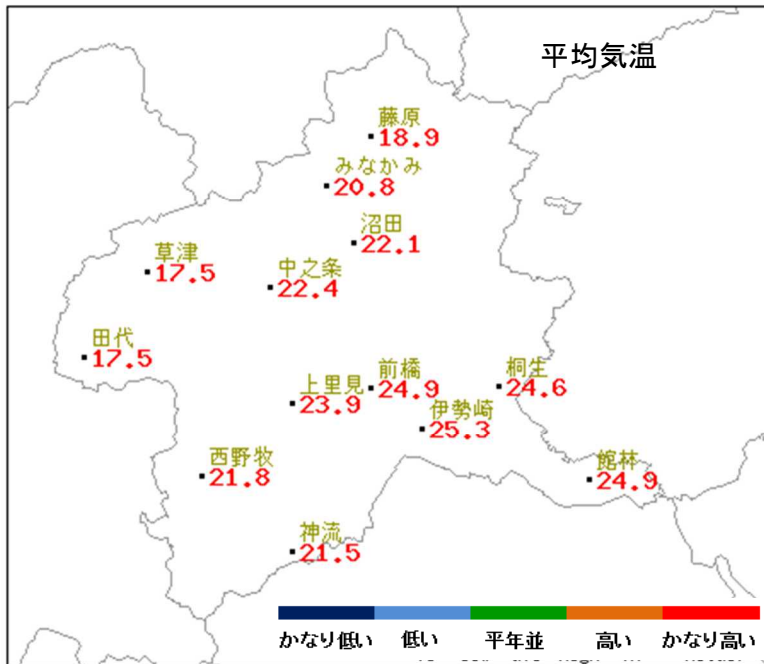 平均気温
藤原
18.9
みなかみ
20.8
沼田
22.1
草津
17.5
中之条
22.4
田代
17.5
前橋
24.9
桐生
24.6
上里見
23.9
伊勢崎
25.3
西野牧
21.8
館林
24.9
神流
21.5
かなり低い 低い 平年並 高い かなり高い